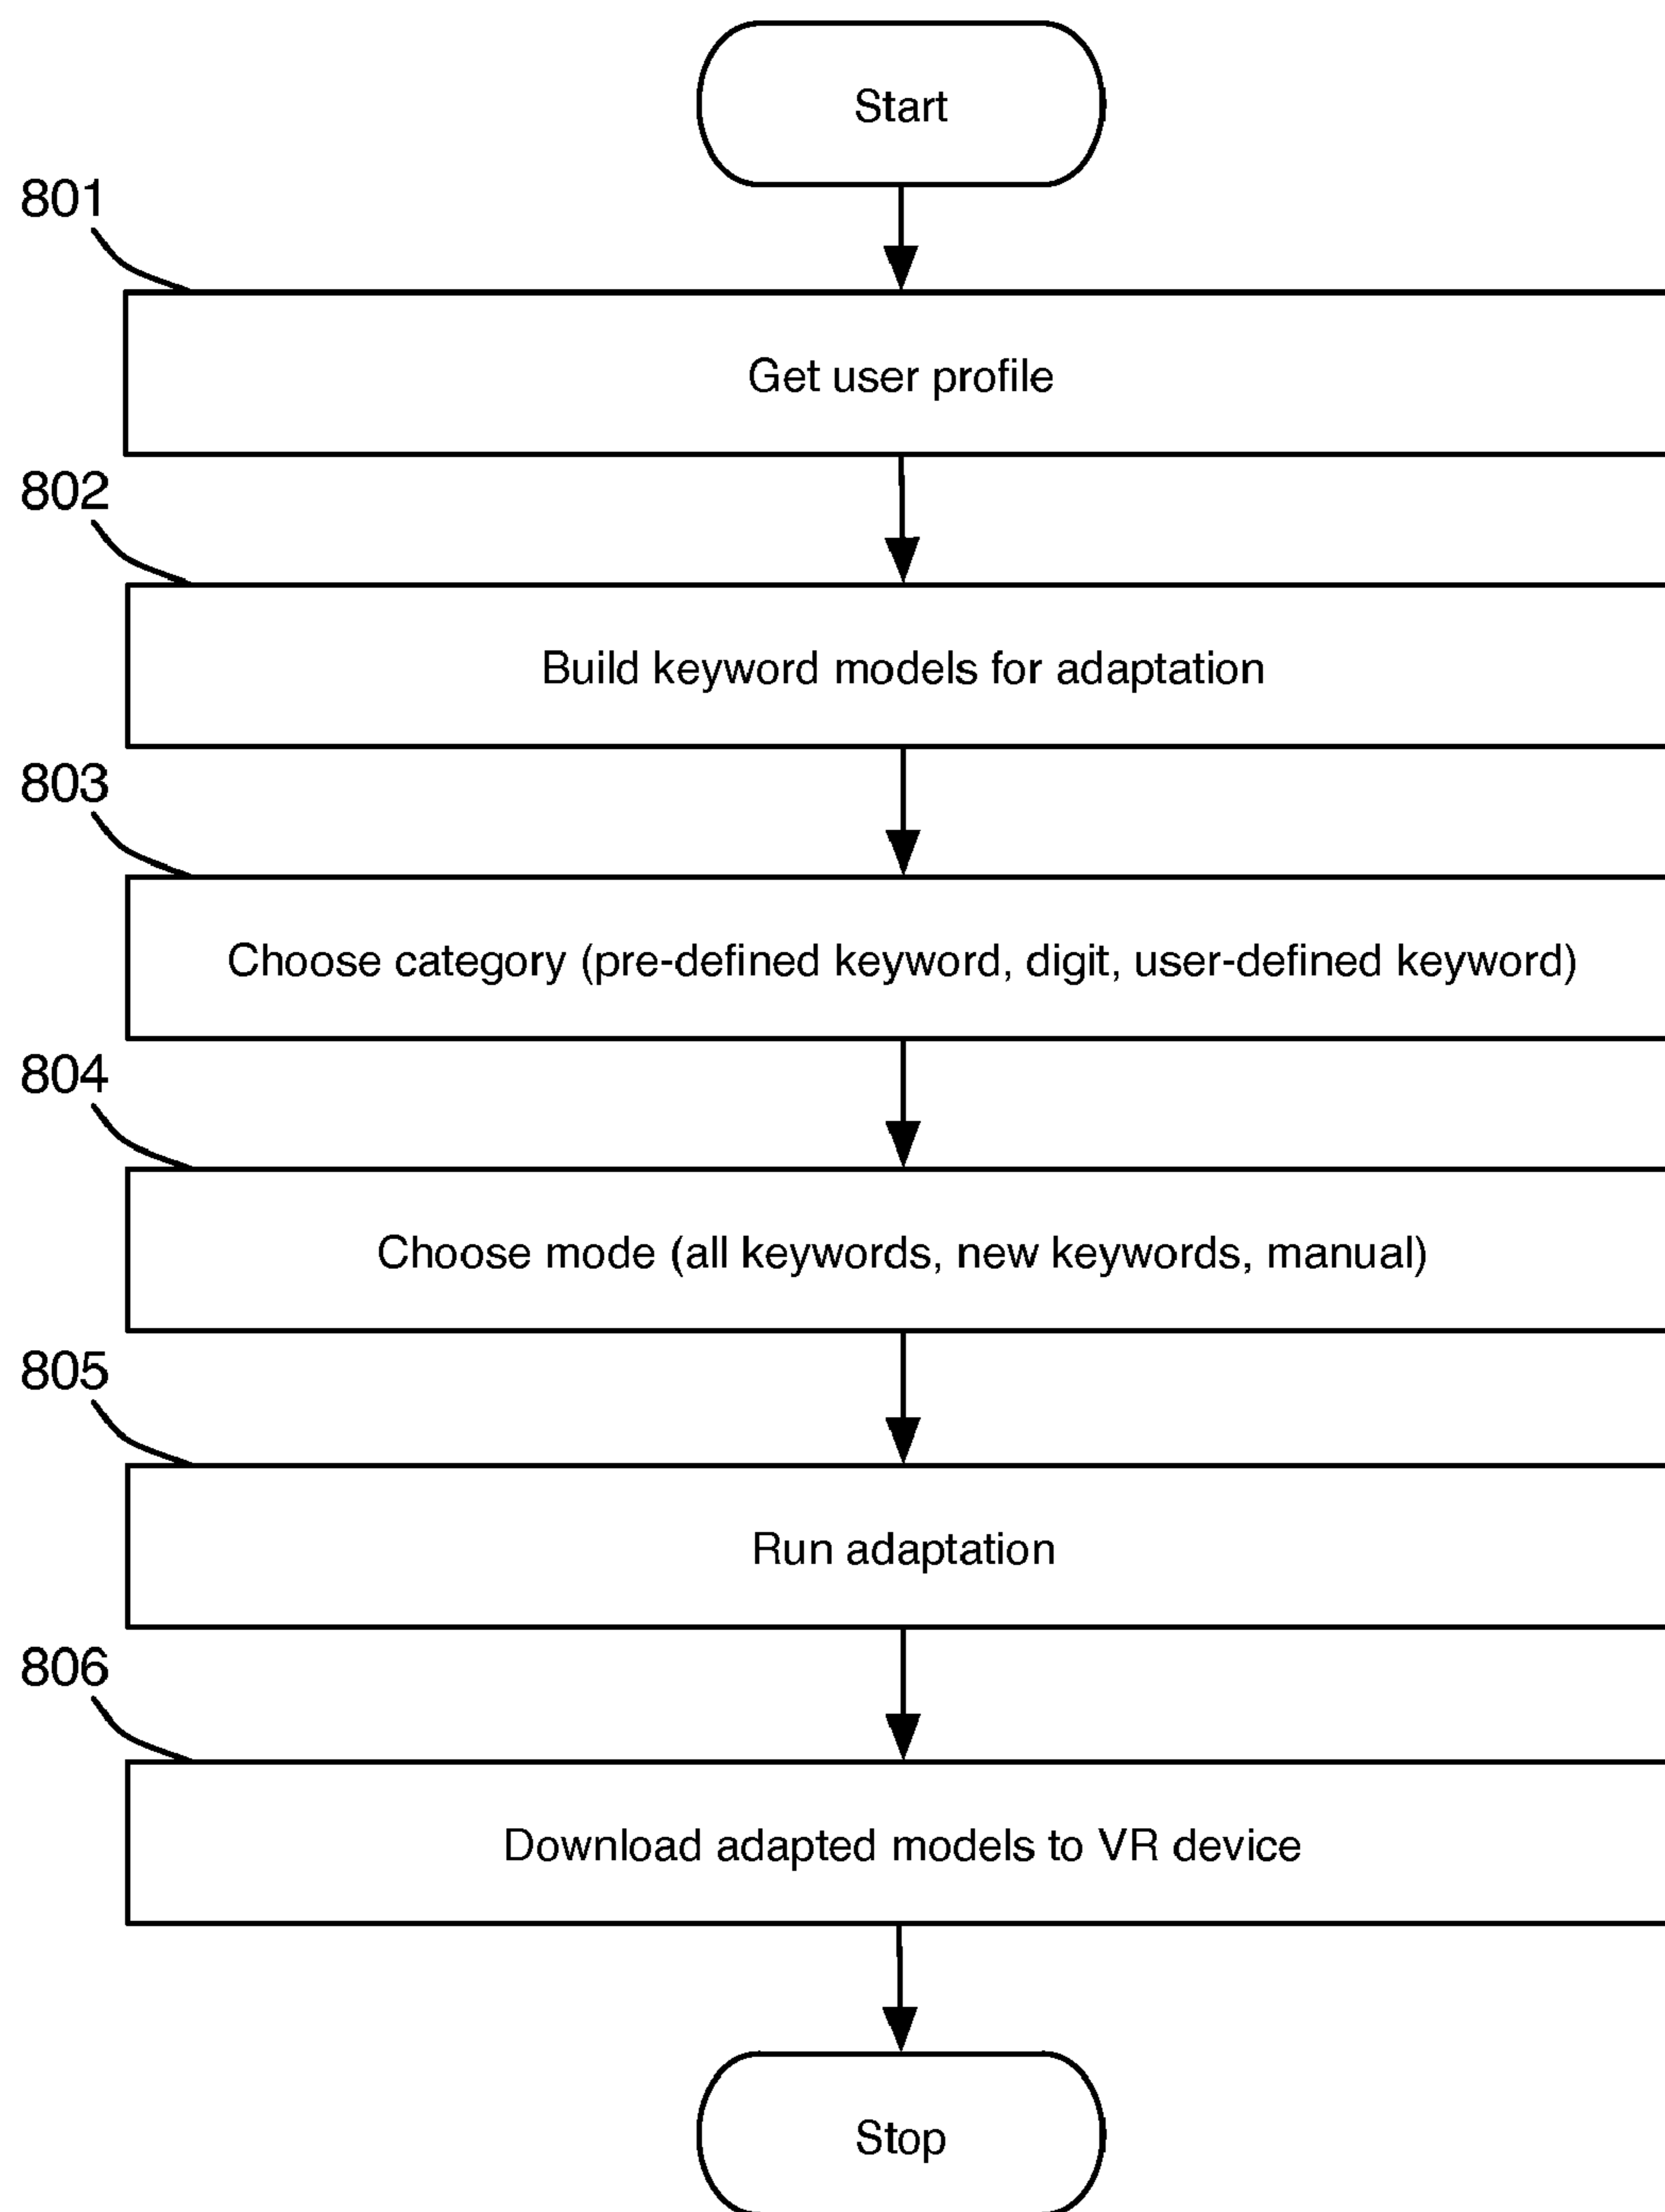 Start
801
Get user profile
802
Build keyword models for adaptation
803
Choose category (pre-defined keyword, digit, user-defined keyword)
804
Choose mode (all keywords, new keywords, manual)
805
Run adaptation
806
Download adapted models to VR device
Stop